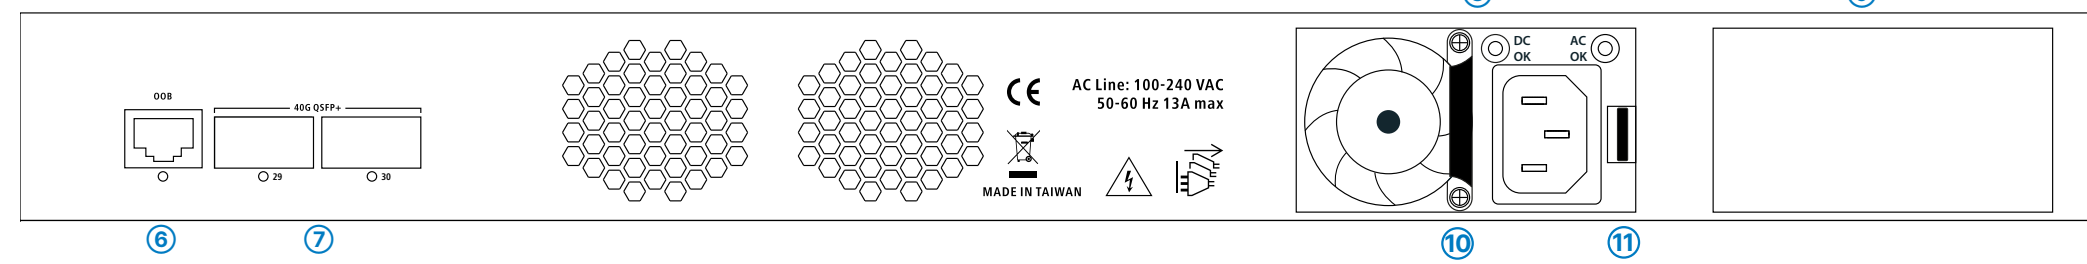 OOB
40G QSFP+
29
30
CE
AC Line: 100-240 VAC
50-60 Hz 13A max
MADE IN TAIWAN
DC
OK
AC
OK
6
7
10
11